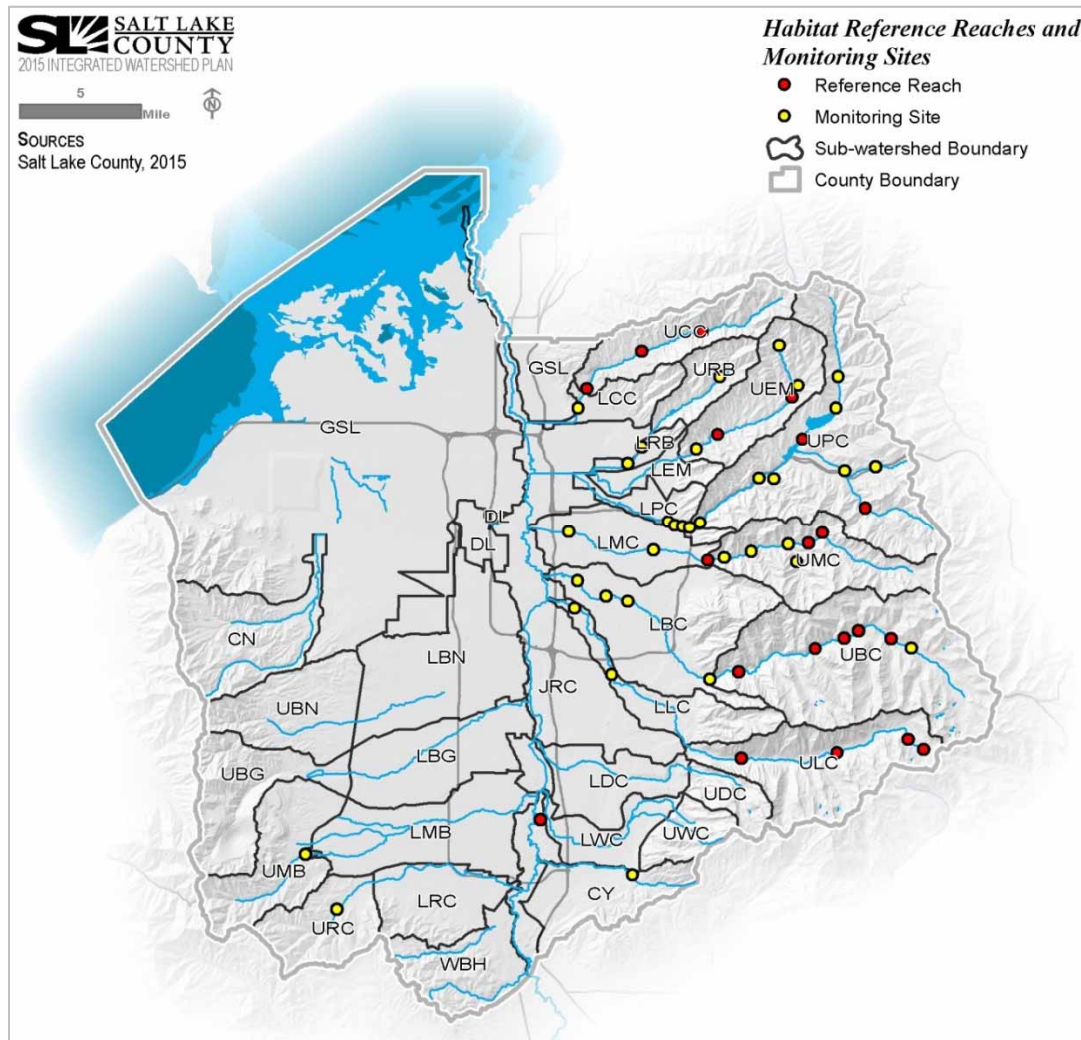 SL SALT LAKE
COUNTY
2015 INTEGRATED WATERSHED PLAN
5
Mile
N
SOURCES
Salt Lake County, 2015
Habitat Reference Reaches and
Monitoring Sites
Reference Reach
Monitoring Site
Sub-watershed Boundary
County Boundary
UCC
GSL
URB
LCC
UEM
GSL
LRB
UPC
LEM
LPC
DL
DL
LMC
UMC
CN
LBC
UBC
LBN
JRC
LLC
UBN
LBG
ULC
UBG
LDC
UDC
LMB
LWC
UWC
UMB
CY
LRC
URC
WBH